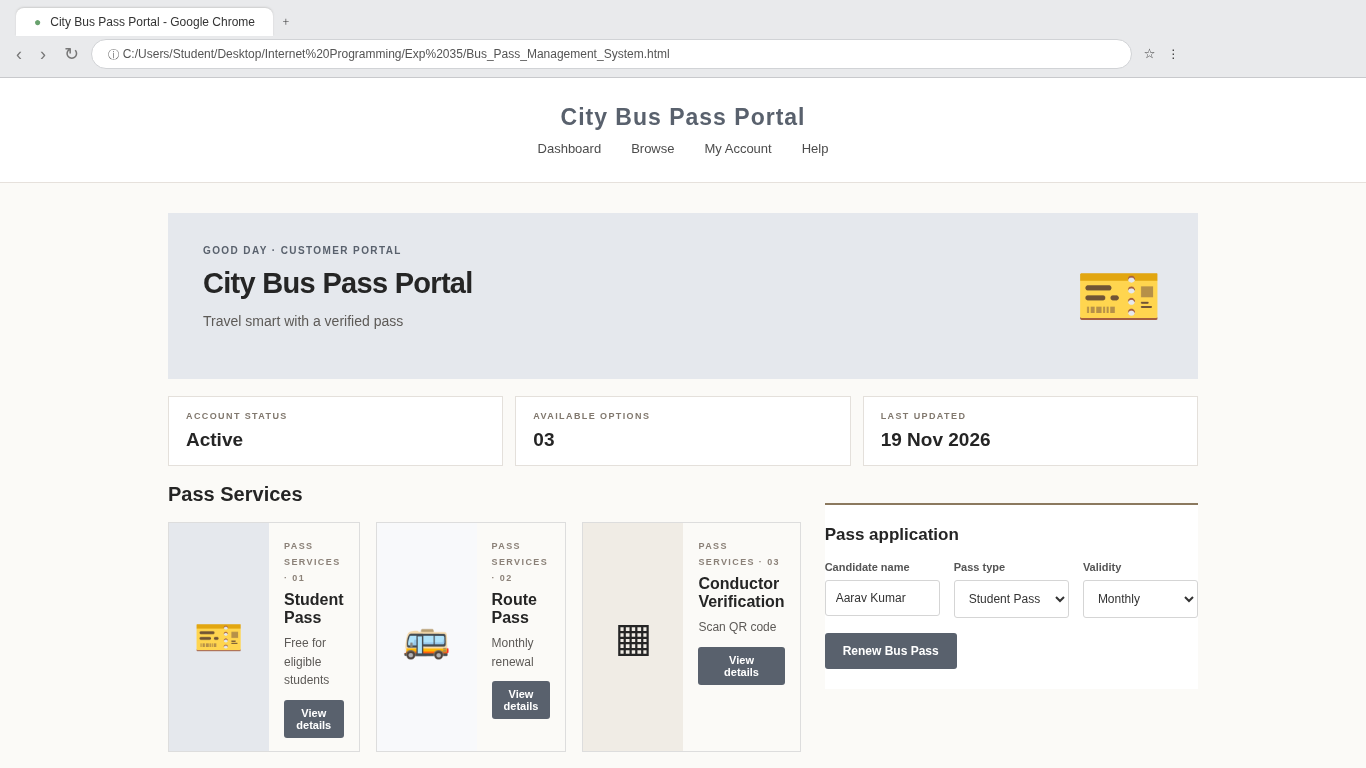 City Bus Pass Portal - Google Chrome
C:/Users/Student/Desktop/Internet%20Programming/Exp%2035/Bus_Pass_Management_System.html
City Bus Pass Portal
Dashboard Browse My Account Help
GOOD DAY · CUSTOMER PORTAL
City Bus Pass Portal
Travel smart with a verified pass
ACCOUNT STATUS
Active
AVAILABLE OPTIONS
03
LAST UPDATED
19 Nov 2026
Pass Services
PASS
SERVICES
· 01
Student
Pass
Free for
eligible
students
View
details
PASS
SERVICES
· 02
Route
Pass
Monthly
renewal
View
details
PASS
SERVICES · 03
Conductor
Verification
Scan QR code
View
details
Pass application
Candidate name Pass type Validity
Aarav Kumar Student Pass Monthly
Renew Bus Pass